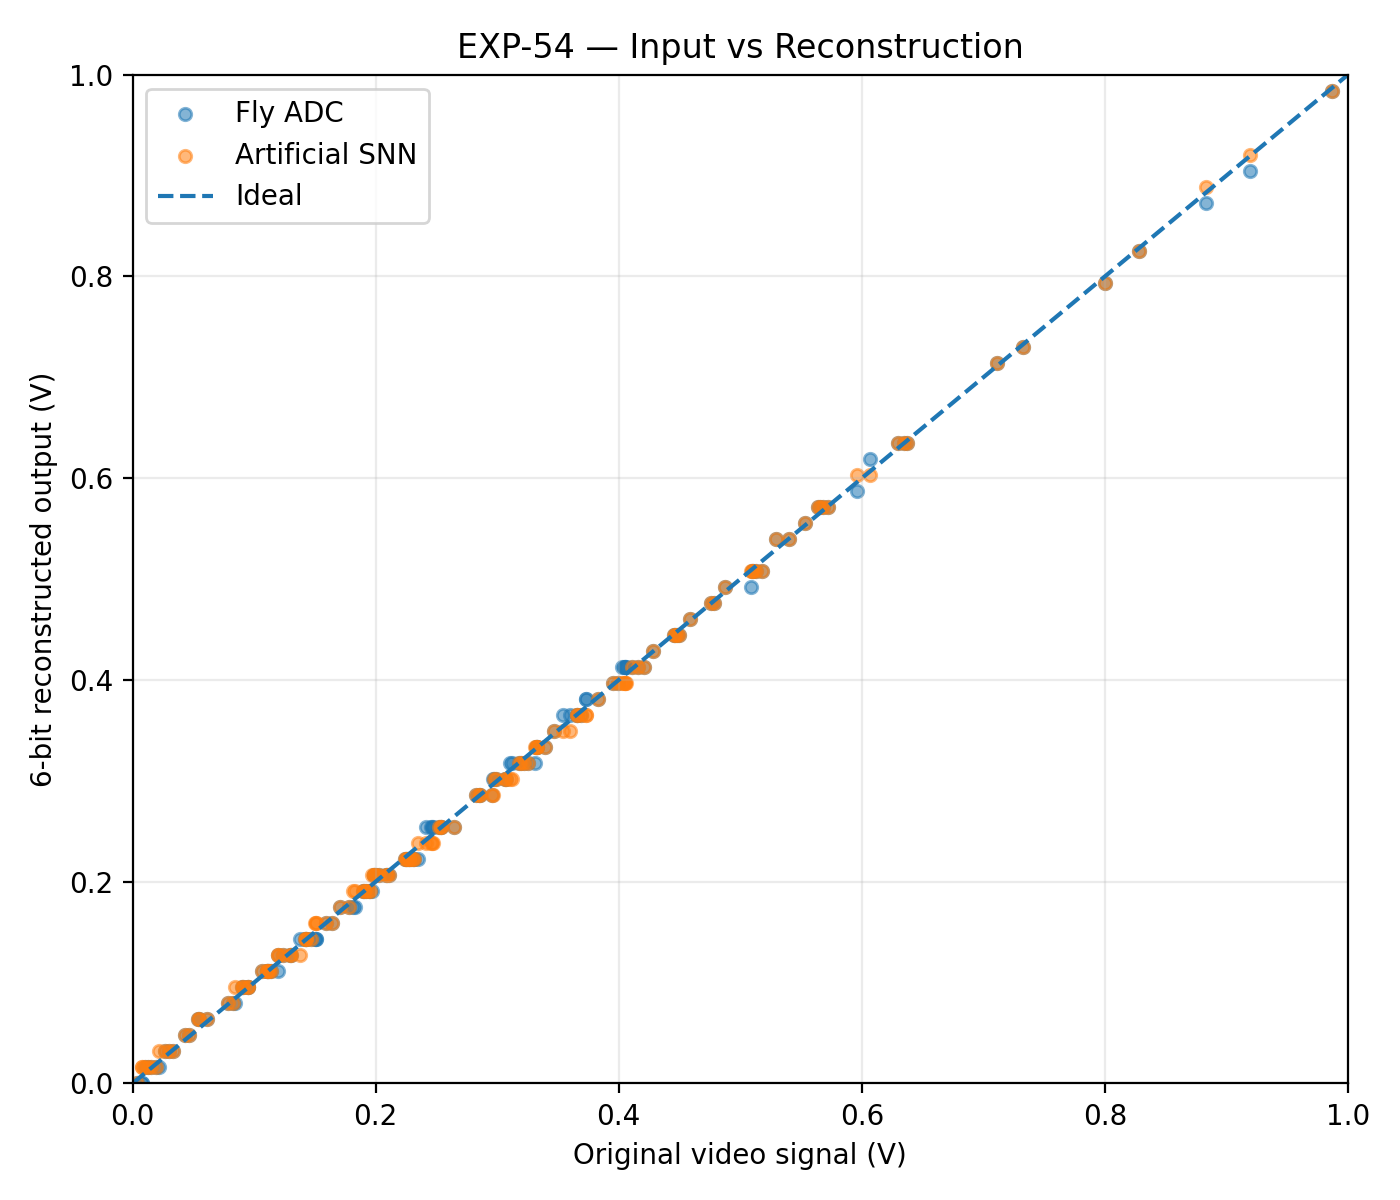 EXP-54 — Input vs Reconstruction
Fly ADC
Artificial SNN
Ideal
6-bit reconstructed output (V)
1.0
0.8
0.6
0.4
0.2
0.0
0.0 0.2 0.4 0.6 0.8 1.0
Original video signal (V)